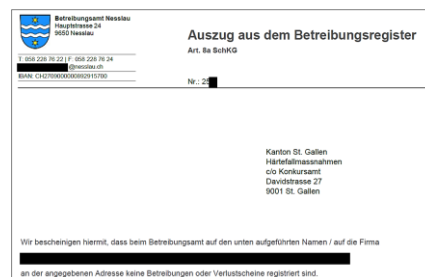 Betreibungsamt Nesslau
Hauptstrasse 24
9650 Nesslau
Auszug aus dem Betreibungsregister
Art. 8a SchKG
T: 058 228 76 22 | F: 058 228 76 24
@nesslau.ch
IBAN: CH2709000000892915780
Nr.: 25
Kanton St. Gallen
Härtefallmassnahmen
c/o Konkursamt
Davidstrasse 27
9001 St. Gallen
Wir bescheinigen hiermit, dass beim Betreibungsamt auf den unten aufgeführten Namen / auf die Firma
an der angegebenen Adresse keine Betreibungen oder Verlustscheine registriert sind.